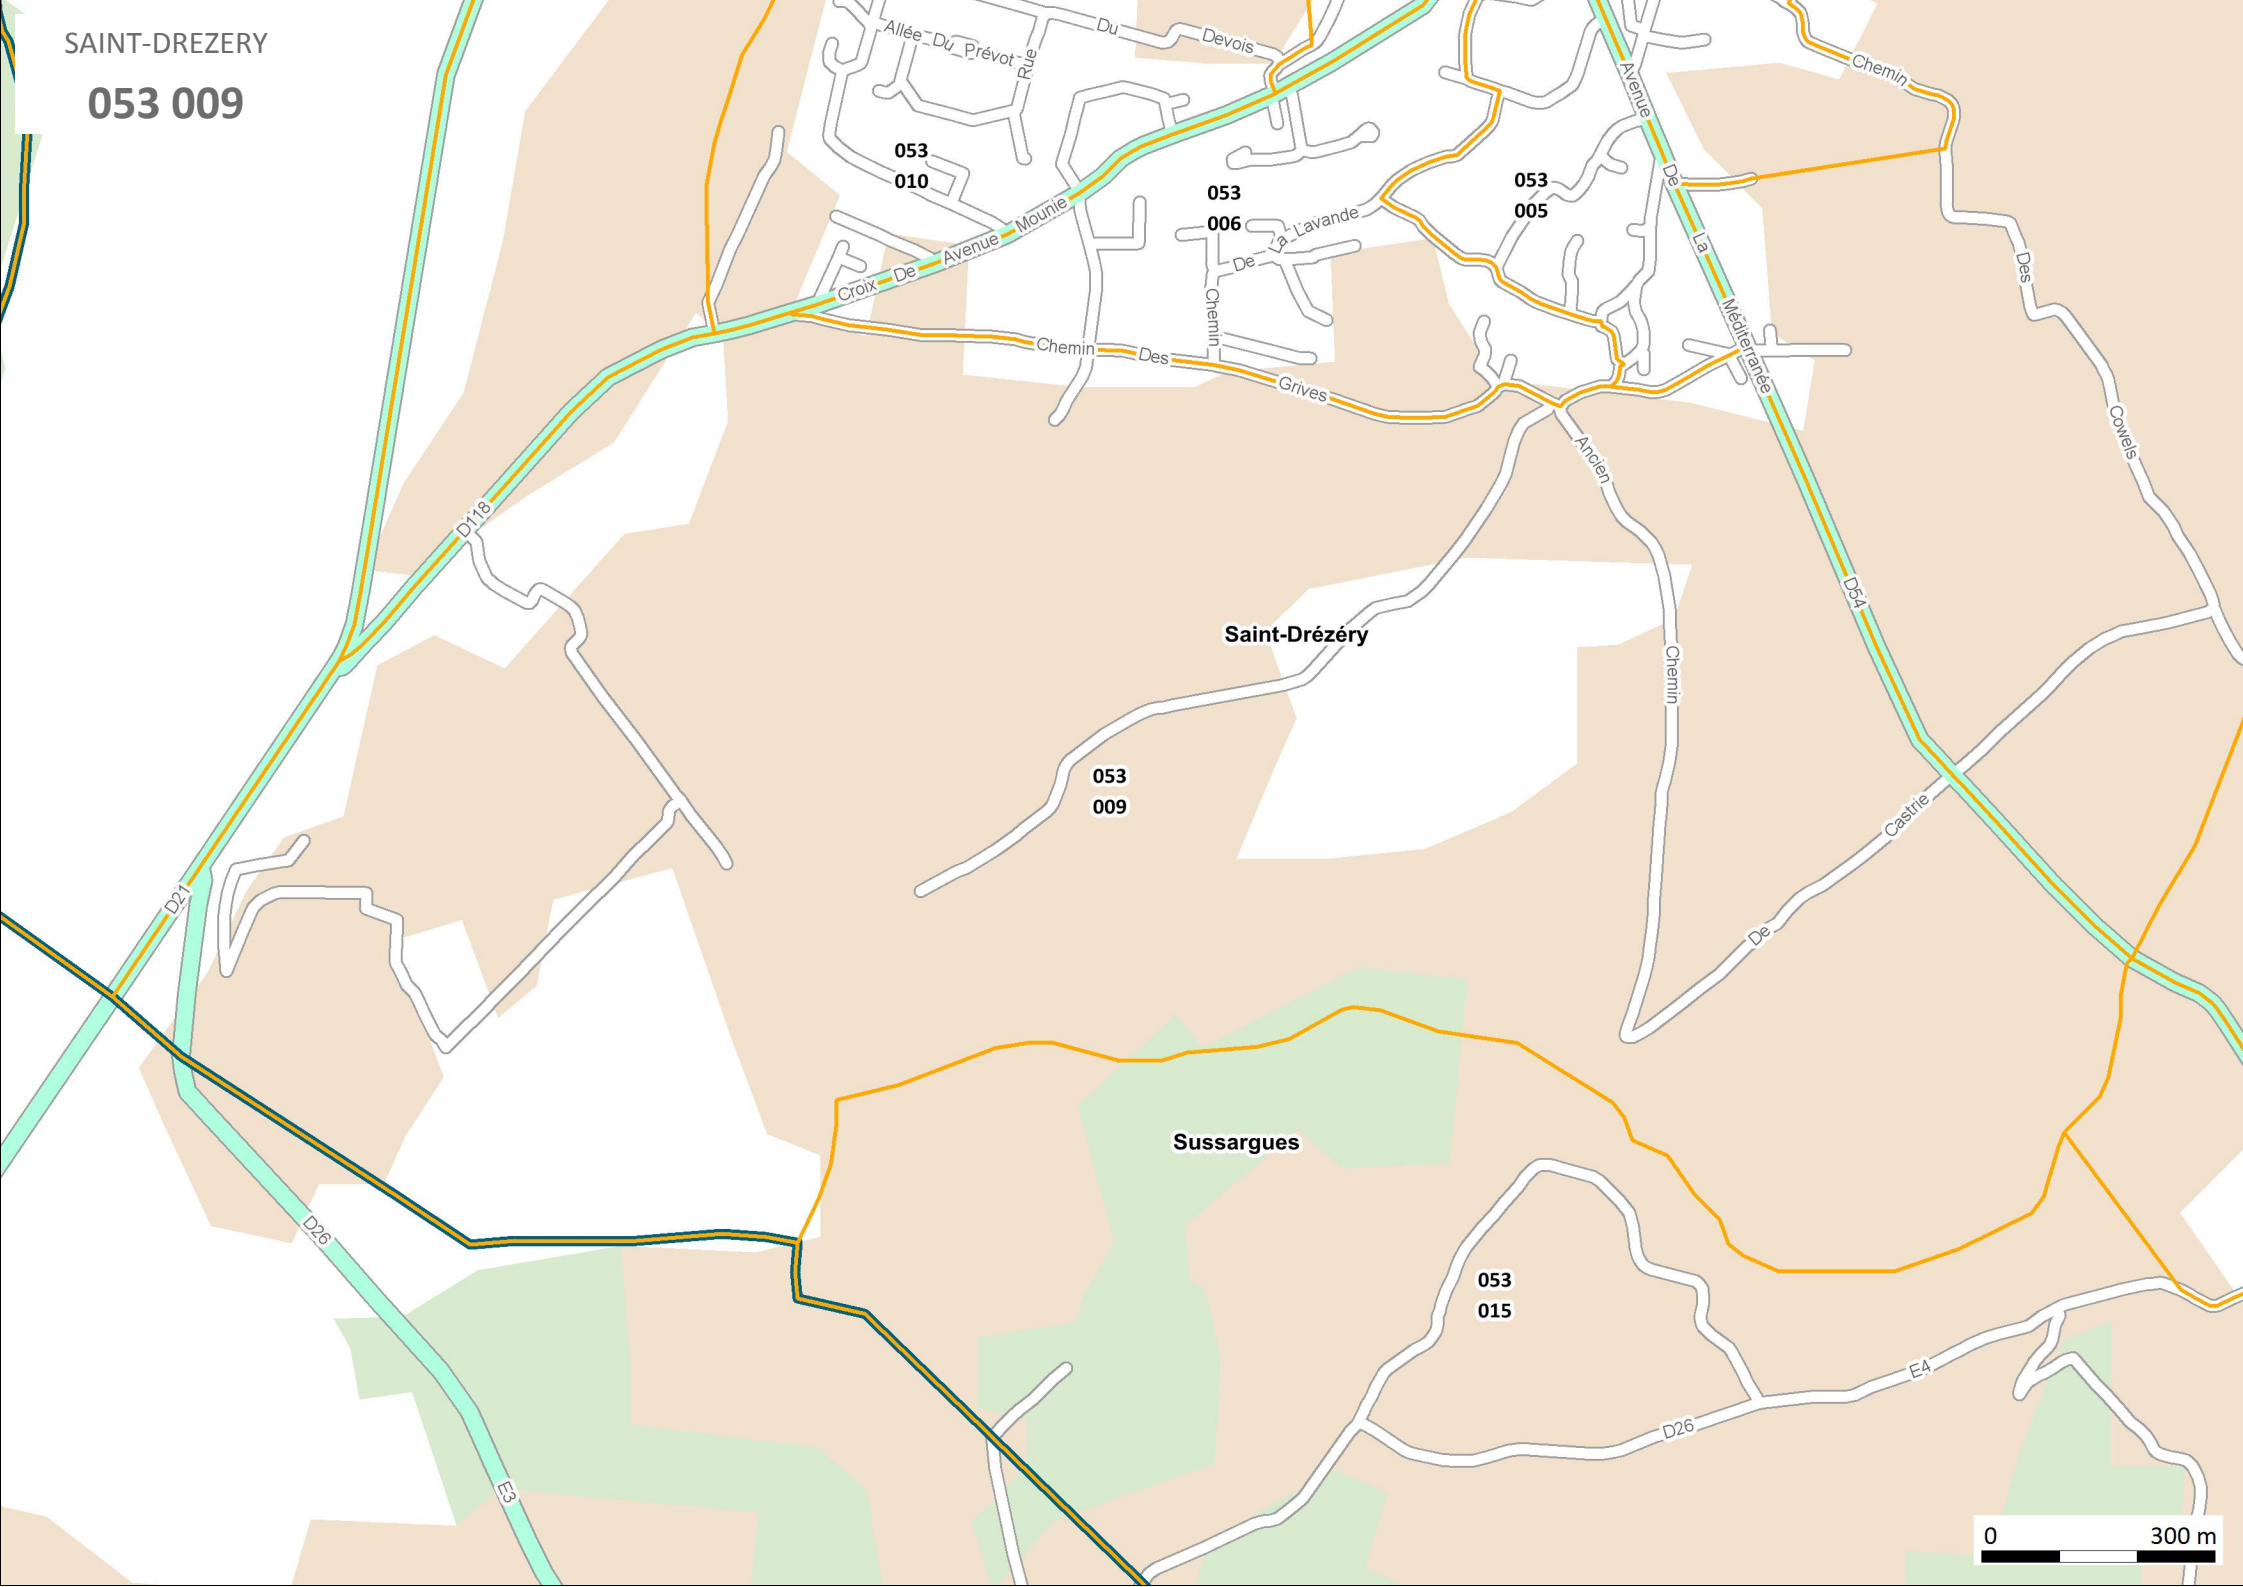 SAINT-DREZERY
053 009
Allée Du Prévot
Rue
Du
Devois
Avenue
De
La
Méditerranée
D54
Chemin
Des
Cowels
053
010
053
006
053
005
Croix De Avenue Mounie
Chemin De La Lavande
Chemin Des Grives
Ancien
Chemin
De
Castrie
D118
Saint-Drézéry
053
009
D21
Sussargues
053
015
D26
E3
D26
E4
0 300 m